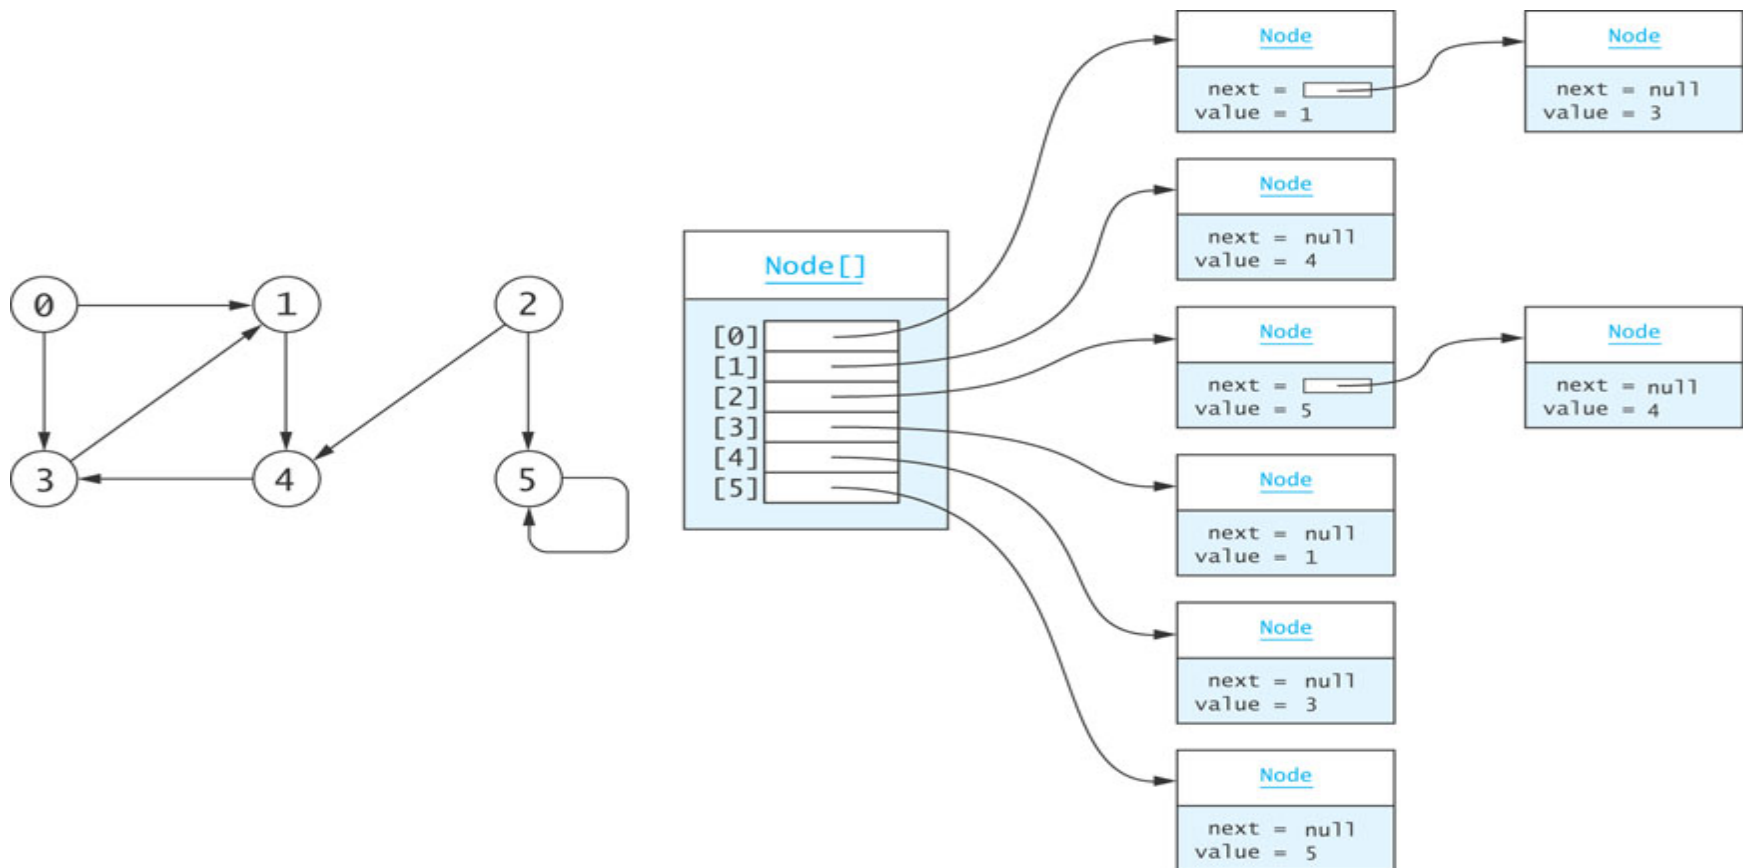 0
1
2
3
4
5
Node[]
[0]
[1]
[2]
[3]
[4]
[5]
Node
next =
value = 1
Node
next = null
value = 3
Node
next = null
value = 4
Node
next =
value = 5
Node
next = null
value = 4
Node
next = null
value = 1
Node
next = null
value = 3
Node
next = null
value = 5